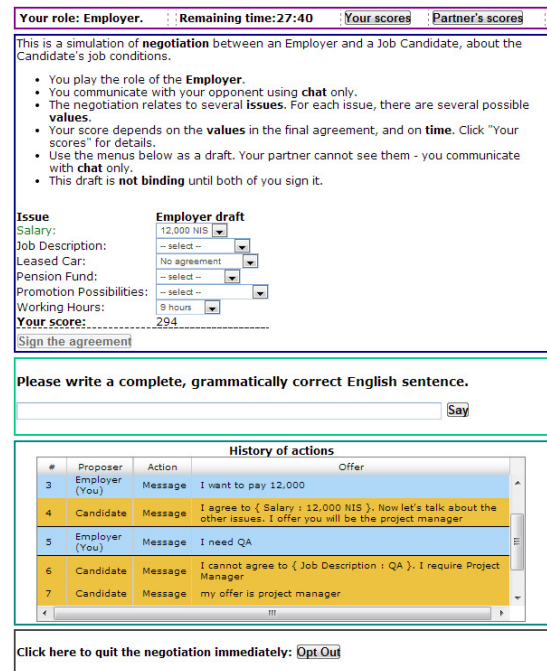 Your role: Employer. Remaining time:27:40 Your scores Partner's scores
This is a simulation of negotiation between an Employer and a Job Candidate, about the
Candidate's job conditions.
You play the role of the Employer.
You communicate with your opponent using chat only.
The negotiation relates to several issues. For each issue, there are several possible
values.
Your score depends on the values in the final agreement, and on time. Click "Your
scores" for details.
Use the menus below as a draft. Your partner cannot see them - you communicate
with chat only.
This draft is not binding until both of you sign it.
Issue Employer draft
Salary: 12,000 NIS
Job Description: -- select --
Leased Car: No agreement
Pension Fund: -- select --
Promotion Possibilities: -- select --
Working Hours: 9 hours
Your score: 294
Sign the agreement
Please write a complete, grammatically correct English sentence.
Say
History of actions
# Proposer Action Offer
3 Employer (You) Message I want to pay 12,000
4 Candidate Message I agree to { Salary : 12,000 NIS }. Now let's talk about the
other issues. I offer you will be the project manager
5 Employer (You) Message I need QA
6 Candidate Message I cannot agree to { Job Description : QA }. I require Project
Manager
7 Candidate Message my offer is project manager
Click here to quit the negotiation immediately: Opt Out